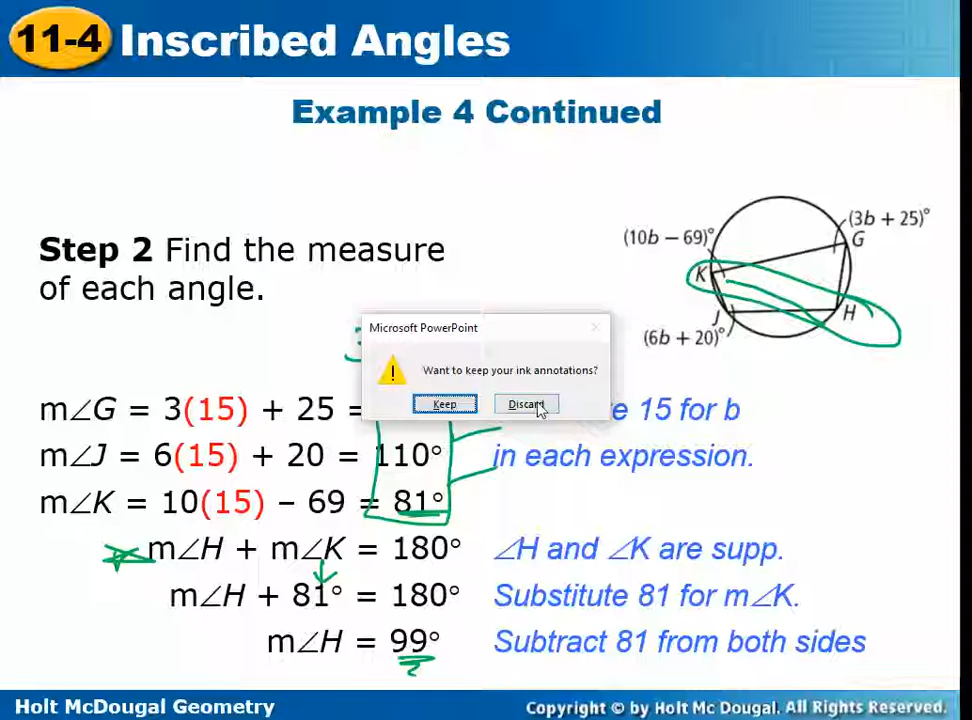 11-4 Inscribed Angles
Example 4 Continued
Step 2 Find the measure
of each angle.
(3b + 25)°
G
(10b – 69)°
K
H
J
(6b + 20)°
Microsoft PowerPoint
Want to keep your ink annotations?
Keep Discard
m∠G = 3(15) + 25 = e 15 for b
m∠J = 6(15) + 20 = 110° in each expression.
m∠K = 10(15) – 69 = 81°
m∠H + m∠K = 180° ∠H and ∠K are supp.
m∠H + 81° = 180° Substitute 81 for m∠K.
m∠H = 99° Subtract 81 from both sides
Holt McDougal Geometry Copyright © by Holt Mc Dougal. All Rights Reserved.